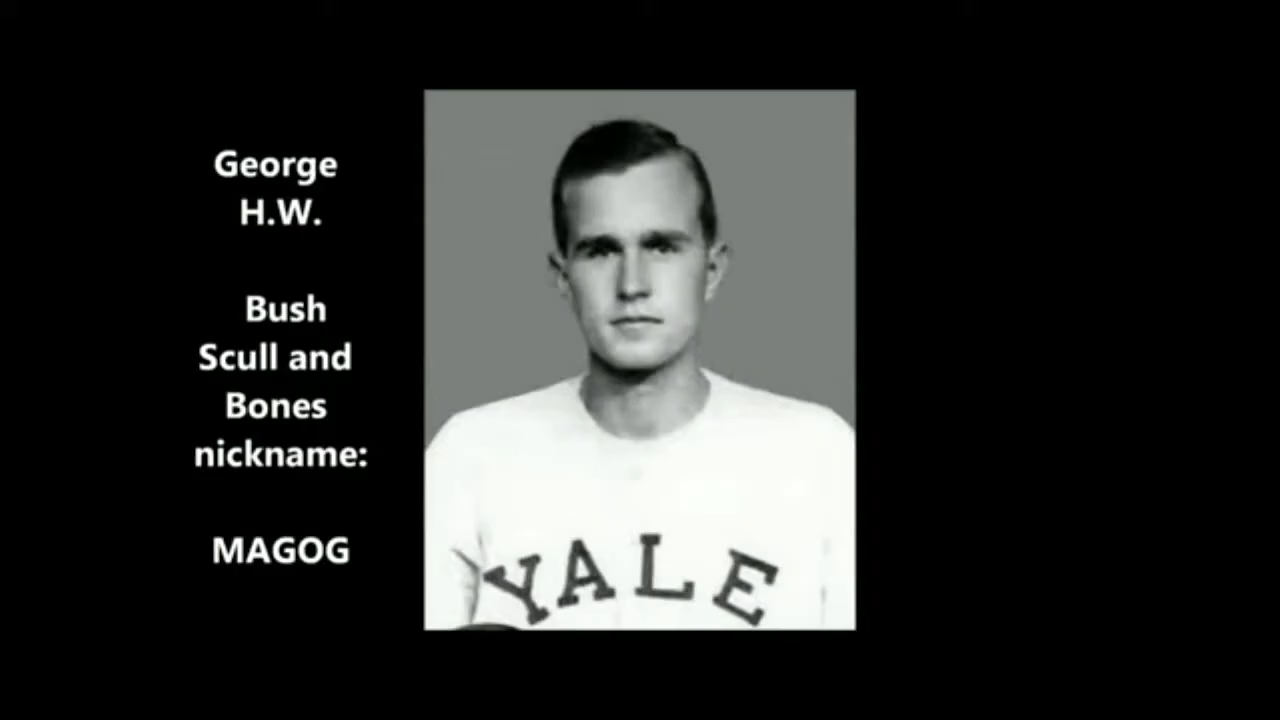 George
H.W.
Bush
Scull and
Bones
nickname:
MAGOG
YALE